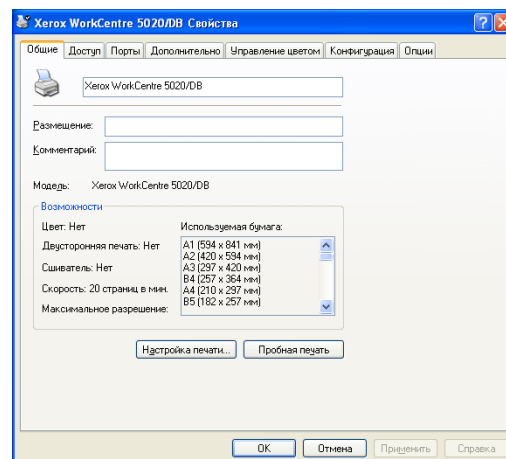 Xerox WorkCentre 5020/DB Свойства
Общие Доступ Порты Дополнительно Управление цветом Конфигурация Опции
Xerox WorkCentre 5020/DB
Размещение:
Комментарий:
Модель: Xerox WorkCentre 5020/DB
Возможности
Цвет: Нет
Используемая бумага:
Двусторонняя печать: Нет
Сшиватель: Нет
Скорость: 20 страниц в мин.
Максимальное разрешение:
A1 (594 x 841 мм)
A2 (420 x 594 мм)
A3 (297 x 420 мм)
B4 (257 x 364 мм)
A4 (210 x 297 мм)
B5 (182 x 257 мм)
Настройка печати... Пробная печать
OK Отмена Применить Справка